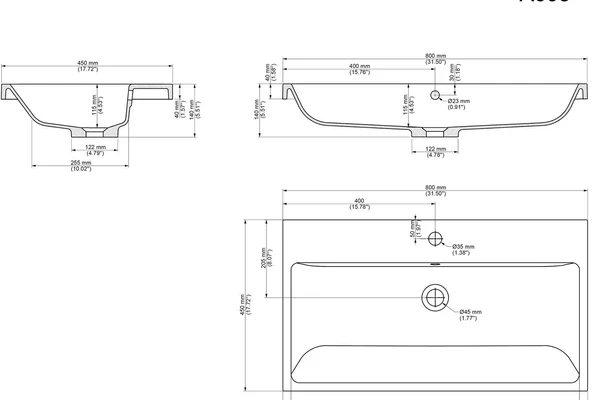 450 mm
(17.72")
115 mm
(4.53")
40 mm
(1.57")
140 mm
(5.51")
122 mm
(4.79")
255 mm
(10.02")
800 mm
(31.50")
400 mm
(15.78")
40 mm
(1.58")
30 mm
(1.18")
140 mm
(5.51")
115 mm
(4.53")
Ø23 mm
(0.91")
122 mm
(4.78")
800 mm
(31.50")
400
(15.78")
50 mm
(1.97")
Ø35 mm
(1.38")
205 mm
(8.07")
450 mm
(17.72")
Ø45 mm
(1.77")